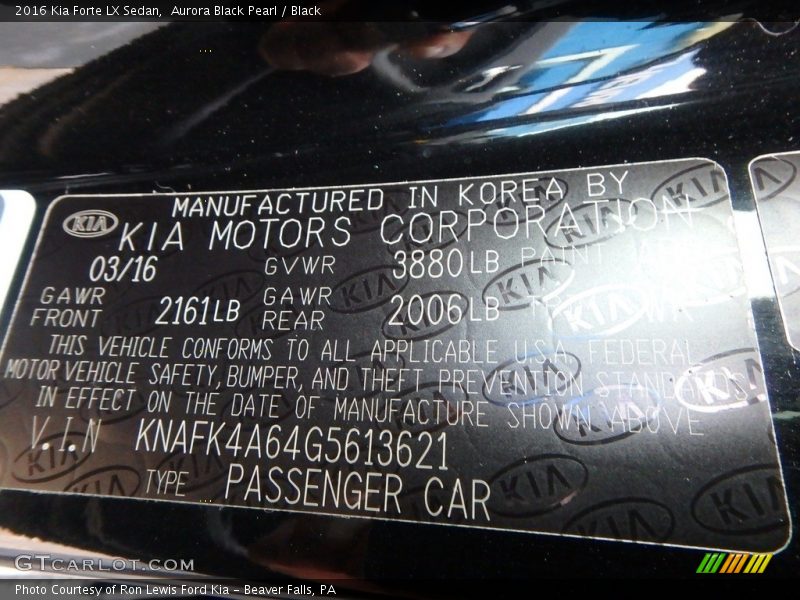 2016 Kia Forte LX Sedan,  Aurora Black Pearl / Black
MANUFACTURED IN KOREA BY
KIA KIA MOTORS CORPORATION
03/16 GVWR 3880LB PAINT
GAWR FRONT 2161LB GAWR REAR 2006LB
THIS VEHICLE CONFORMS TO ALL APPLICABLE U.S.A. FEDERAL
MOTOR VEHICLE SAFETY, BUMPER, AND THEFT PREVENTION STANDARDS
IN EFFECT ON THE DATE OF MANUFACTURE SHOWN ABOVE
V.I.N KNAFK4A64G5613621
TYPE PASSENGER CAR
GTCARLOT.COM
Photo Courtesy of Ron Lewis Ford Kia – Beaver Falls, PA